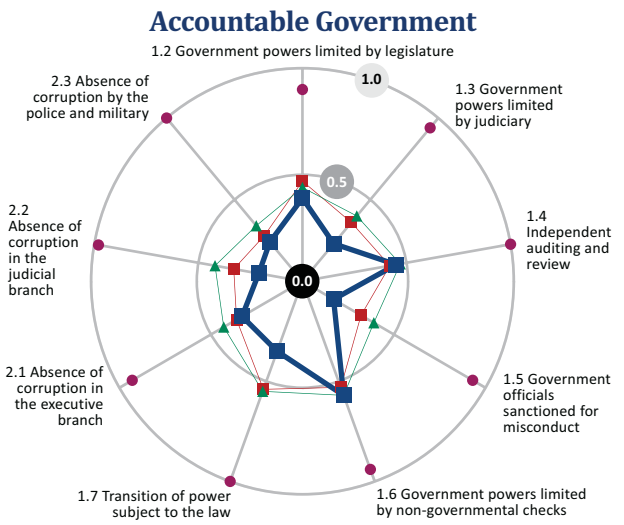 Accountable Government
1.2 Government powers limited by legislature
1.0
2.3 Absence of
corruption by the
police and military
1.3 Government
powers limited
by judiciary
0.5
2.2
Absence of
corruption
in the
judicial
branch
1.4
Independent
auditing and
review
0.0
2.1 Absence of
corruption in
the executive
branch
1.5 Government
officials
sanctioned for
misconduct
1.7 Transition of power
subject to the law
1.6 Government powers limited
by non-governmental checks